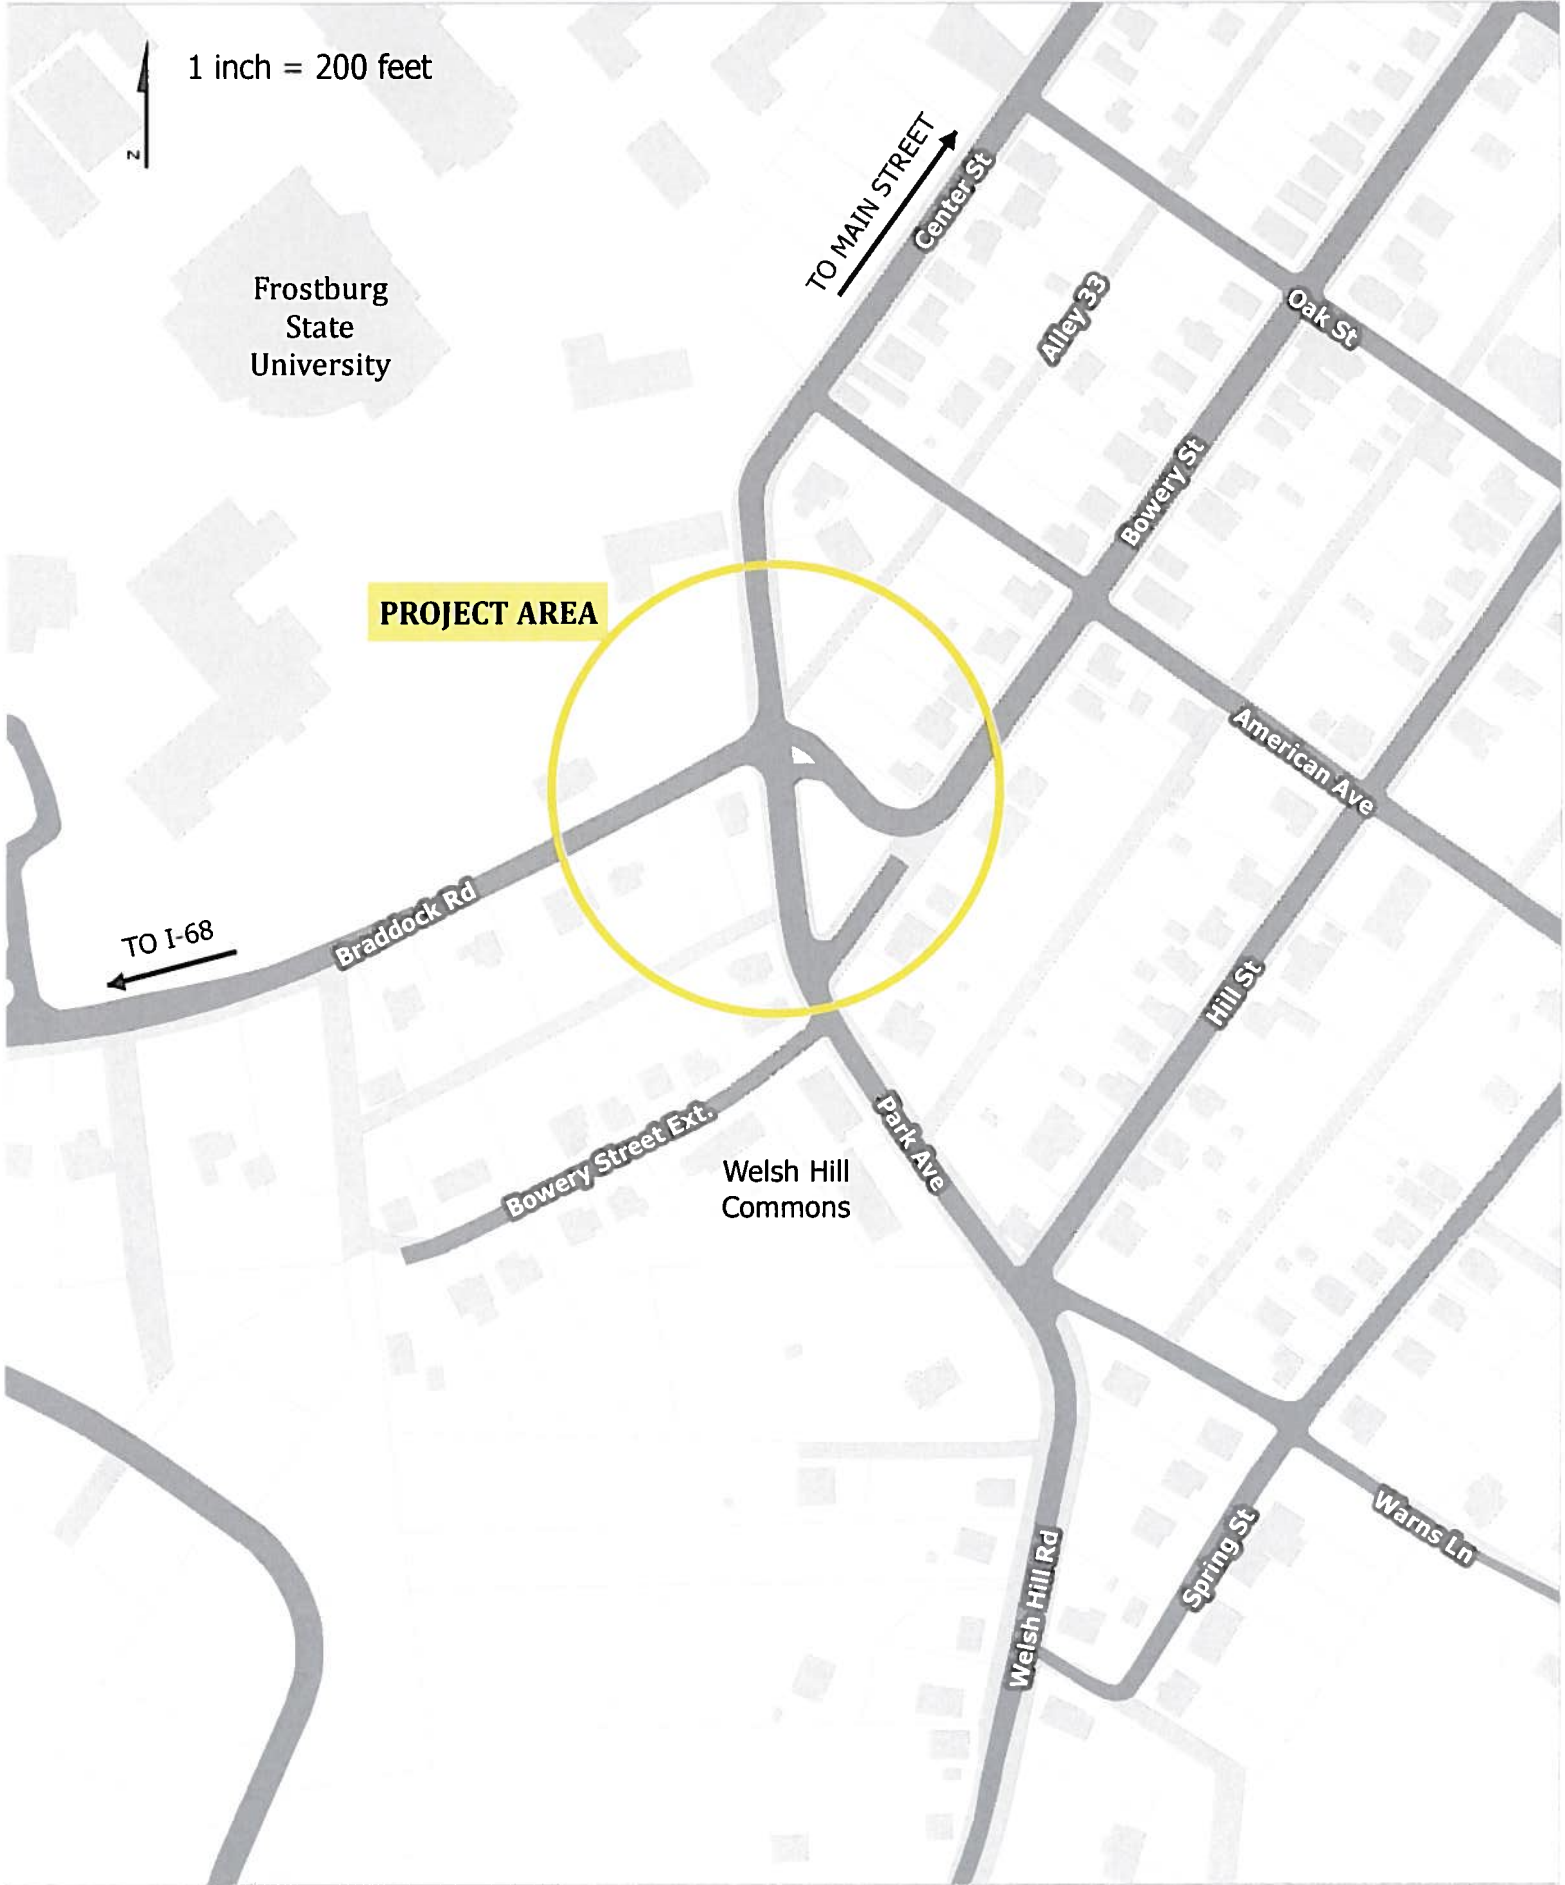 1 inch = 200 feet
N
TO MAIN STREET
Center St
Frostburg
State
University
Alley 33
Oak St
Bowery St
PROJECT AREA
American Ave
Braddock Rd
TO I-68
Hill St
Bowery Street Ext.
Park Ave
Welsh Hill
Commons
Warns Ln
Spring St
Welsh Hill Rd